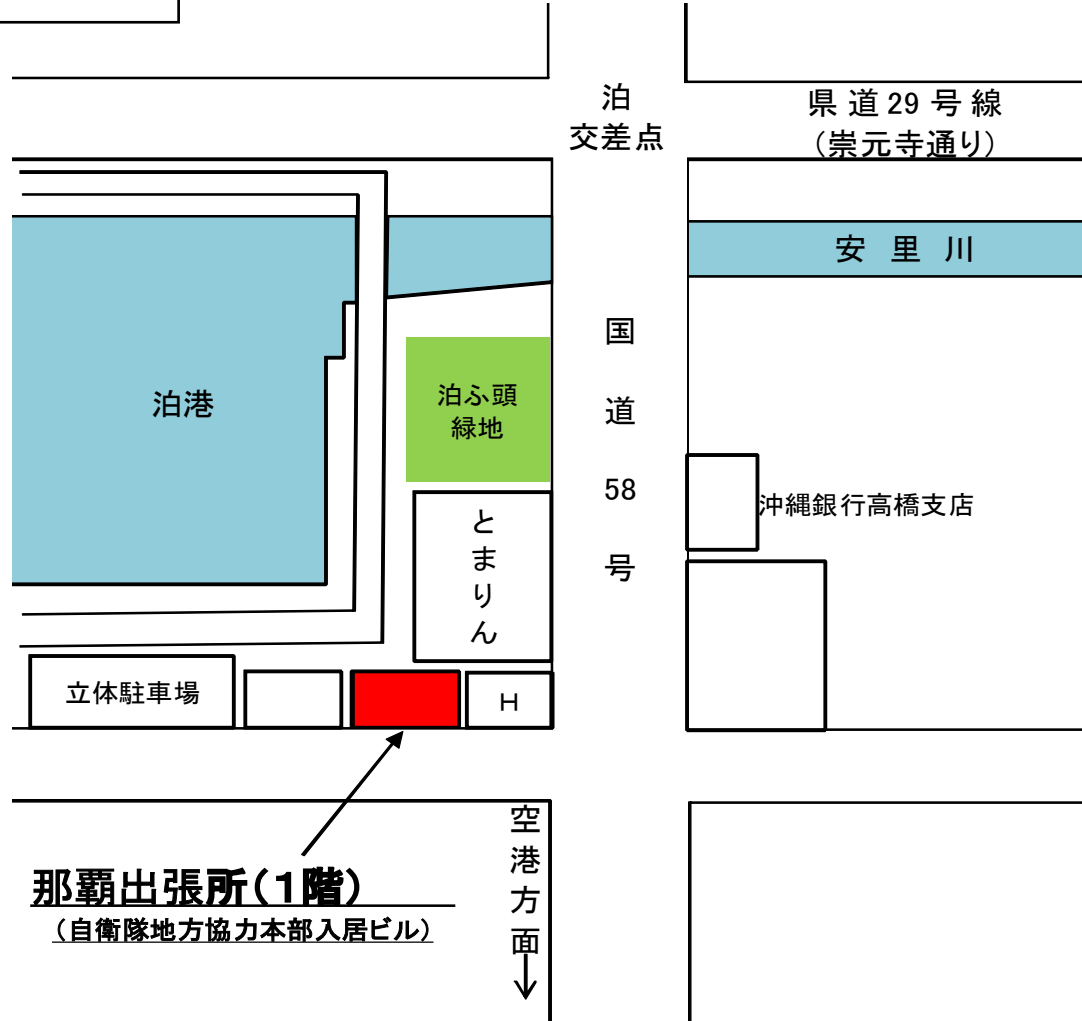 泊
交差点
県道29号線
(崇元寺通り)
安里川
国道58号
泊港
泊ふ頭
緑地
沖縄銀行高橋支店
とまりん
立体駐車場
H
空港方面↓
那覇出張所(1階)
(自衛隊地方協力本部入居ビル)